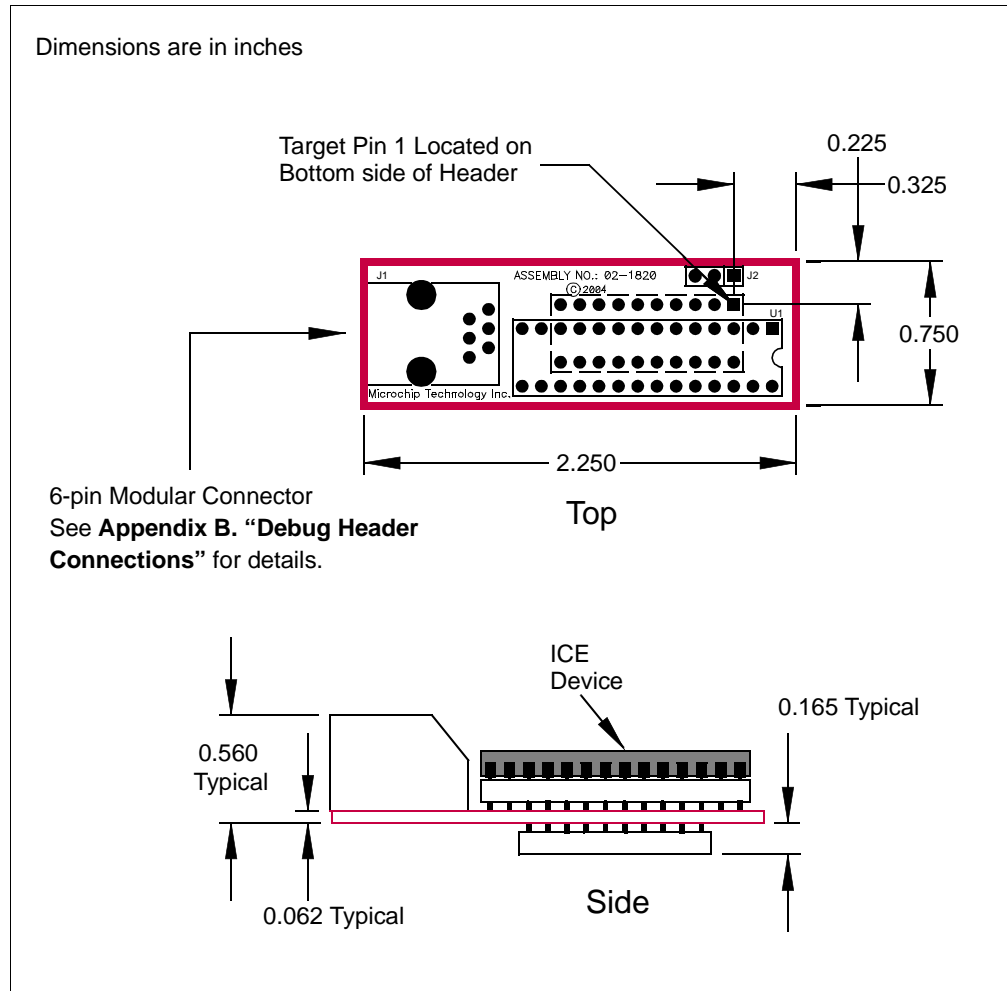 Dimensions are in inches
Target Pin 1 Located on
Bottom side of Header
0.225
0.325
J1
ASSEMBLY NO.: 02-1820
© 2004
J2
U1
0.750
Microchip Technology Inc.
2.250
Top
6-pin Modular Connector
See Appendix B. “Debug Header
Connections” for details.
ICE
Device
0.165 Typical
0.560
Typical
0.062 Typical
Side